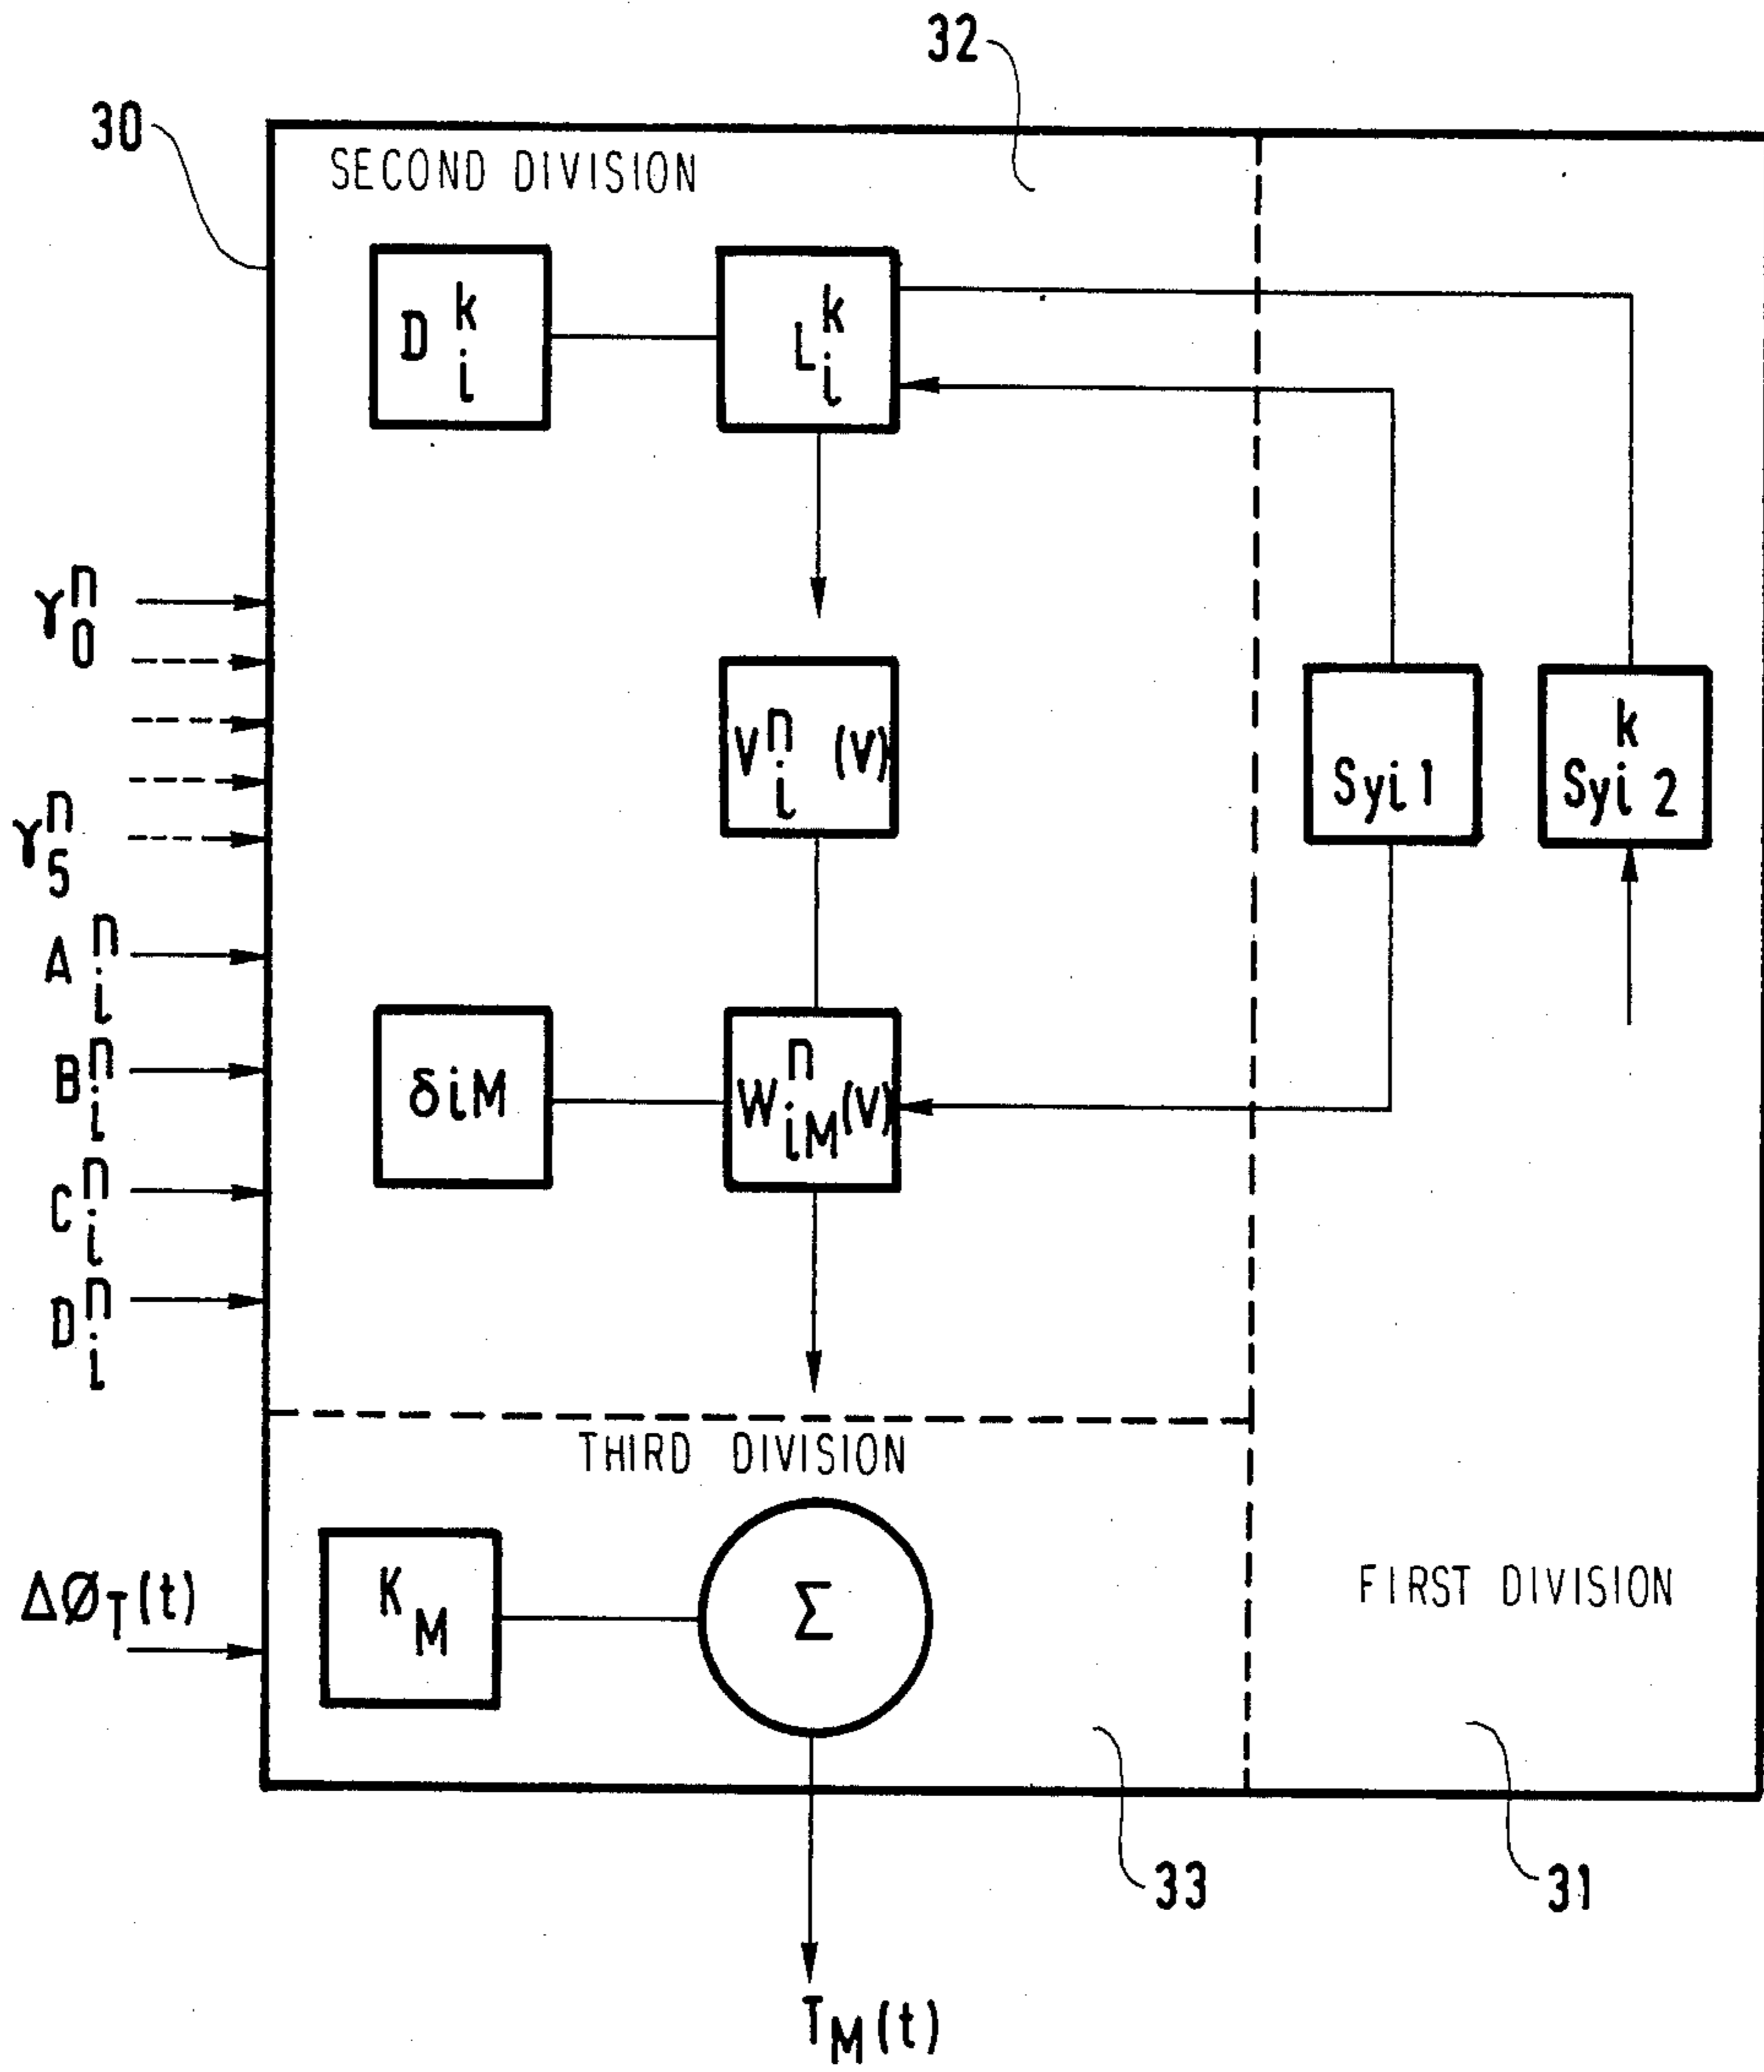 32
30
SECOND DIVISION
D k i
L k i
γ n 0
V n i (V)
Syi 1
k Syi 2
γ n 5
A n i
B n i
δiM
W n iM (V)
C n i
D n i
THIRD DIVISION
K M
Σ
FIRST DIVISION
ΔØT(t)
33
31
TM(t)